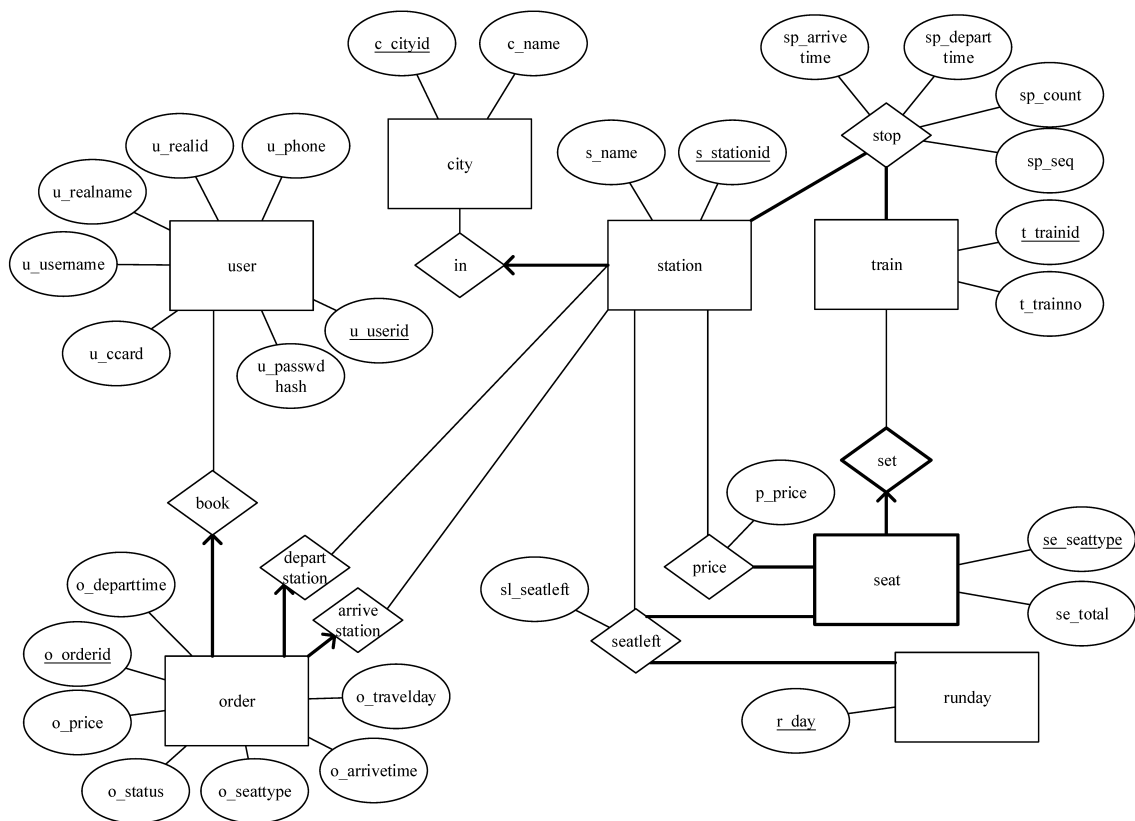 c_cityid
c_name
sp_arrive
time
sp_depart
time
sp_count
stop
sp_seq
u_realid
u_phone
s_name
s_stationid
city
u_realname
t_trainid
u_username
user
in
station
train
t_trainno
u_userid
u_ccard
u_passwd
hash
set
p_price
book
depart
station
price
seat
se_seattype
o_departtime
sl_seatleft
arrive
station
seatleft
se_total
o_orderid
order
o_travelday
runday
o_price
r_day
o_status
o_seattype
o_arrivetime